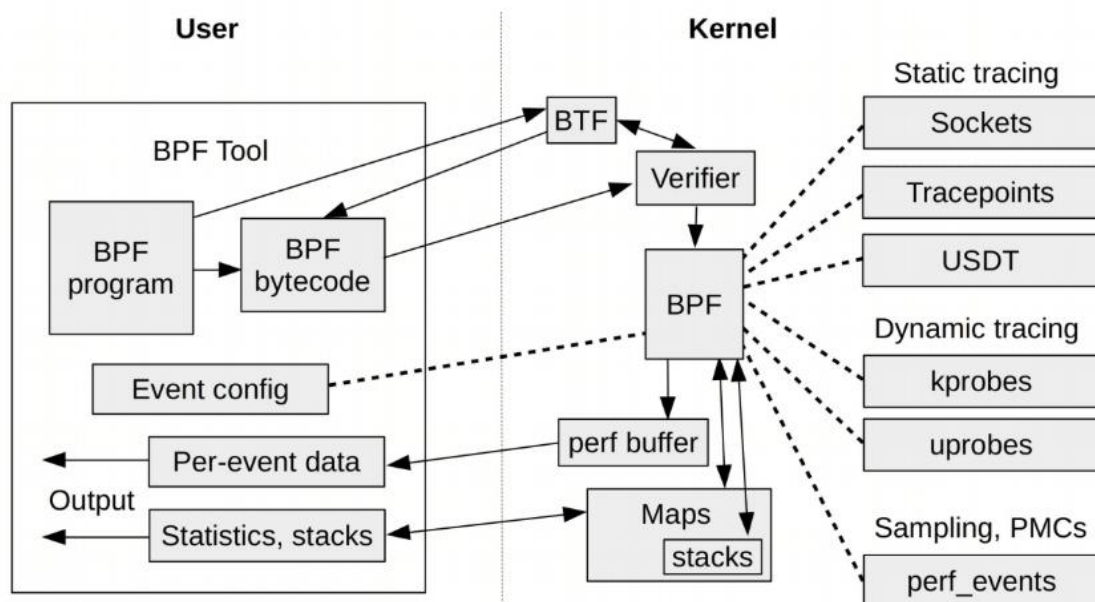 User
Kernel
BPF Tool
BPF
program
BPF
bytecode
Event config
Per-event data
Output
Statistics, stacks
BTF
Verifier
BPF
perf buffer
Maps
stacks
Static tracing
Sockets
Tracepoints
USDT
Dynamic tracing
kprobes
uprobes
Sampling, PMCs
perf_events